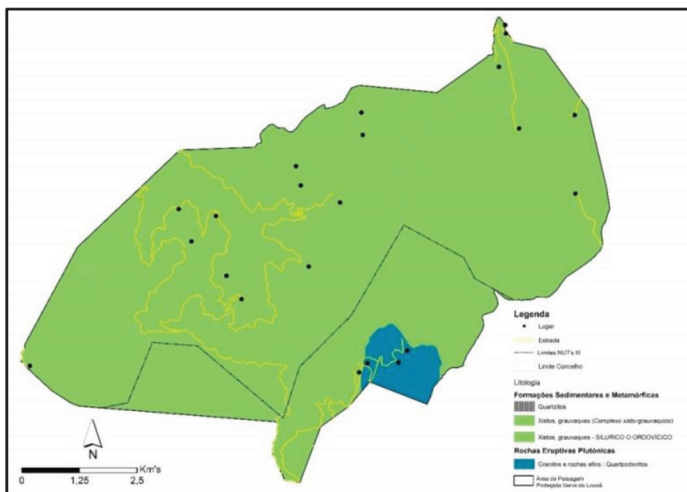 Legenda
Lugar
Estrada
Limites NUT's III
Limite Concelho
Litologia
Formações Sedimentares e Metamórficas
Quartzitos
Xistos, grauvaques (Complexo xisto-grauváquico)
Xistos, grauvaques - SILURICO O ORDOVÍCICO
Rochas Eruptivas Plutónicas
Granitos e rochas afins ; Quartzodioritos
Área de Paisagem
Protegida Serra da Lousã
N
0 1,25 2,5 Km's